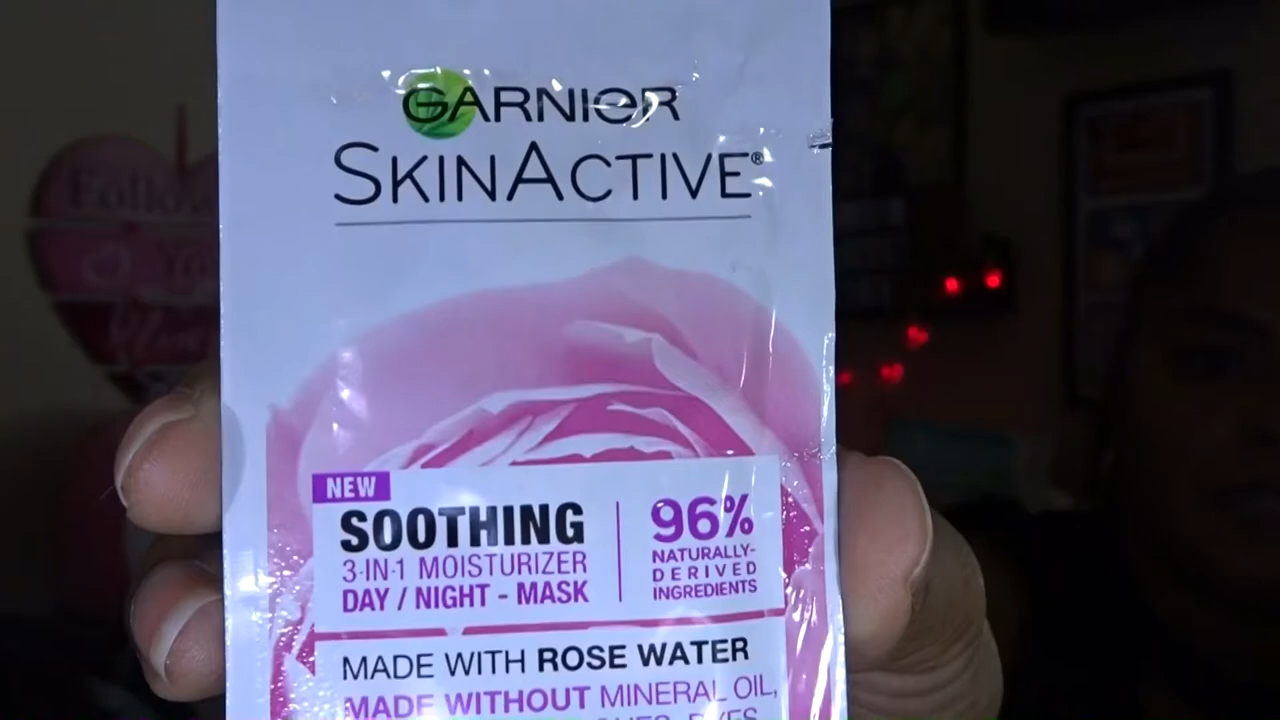 GARNIER
SKINACTIVE®
NEW
SOOTHING
3-IN-1 MOISTURIZER
DAY / NIGHT - MASK
96%
NATURALLY-
DERIVED
INGREDIENTS
MADE WITH ROSE WATER
MADE WITHOUT MINERAL OIL,